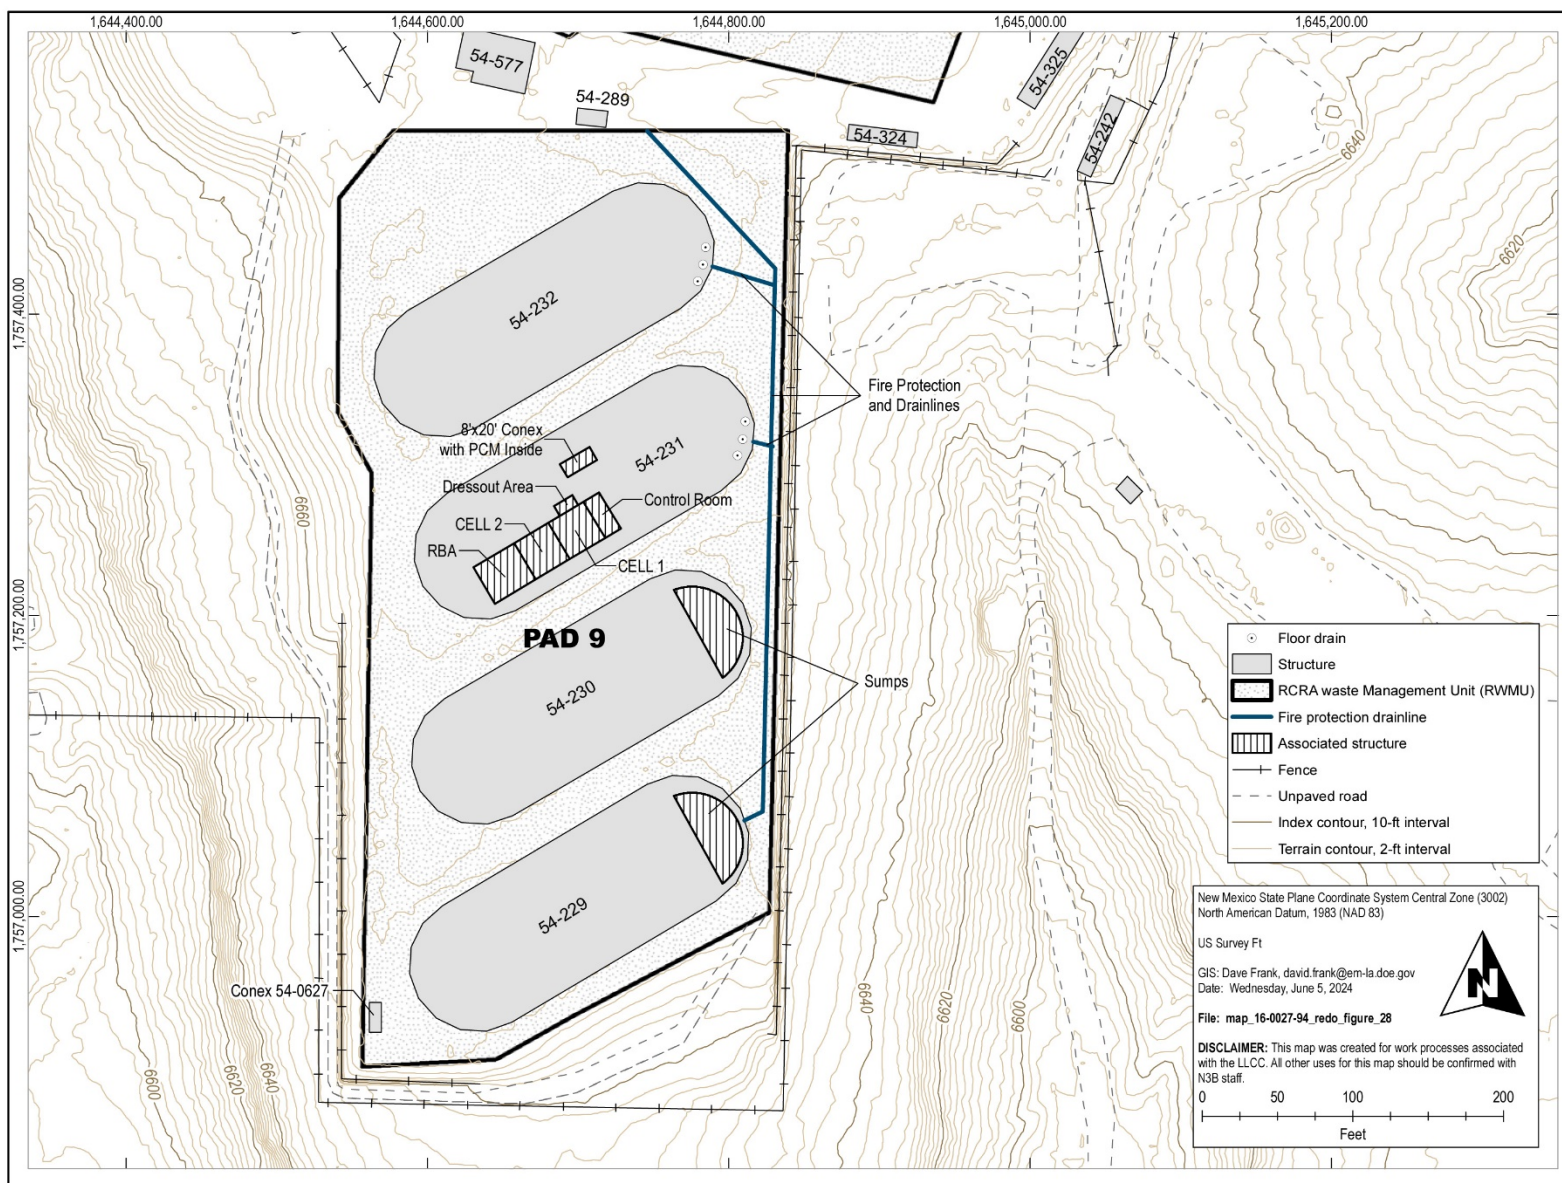 1,644,400.00
1,644,600.00
1,644,800.00
1,645,000.00
1,645,200.00
54-577
54-289
54-324
54-325
54-242
6640
6620
1,757,400.00
54-232
Fire Protection
and Drainlines
8'x20' Conex
with PCM Inside
54-231
Dressout Area
Control Room
CELL 2
RBA
CELL 1
6660
1,757,200.00
PAD 9
54-230
Sumps
Floor drain
Structure
RCRA waste Management Unit (RWMU)
Fire protection drainline
Associated structure
Fence
Unpaved road
Index contour, 10-ft interval
Terrain contour, 2-ft interval
1,757,000.00
54-229
Conex 54-0627
6600
6620
6640
6640
6620
6600
New Mexico State Plane Coordinate System Central Zone (3002)
North American Datum, 1983 (NAD 83)
US Survey Ft
GIS: Dave Frank, david.frank@em-la.doe.gov
Date: Wednesday, June 5, 2024
N
File: map_16-0027-94_redo_figure_28
DISCLAIMER: This map was created for work processes associated
with the LLCC. All other uses for this map should be confirmed with
N3B staff.
0 50 100 200
Feet